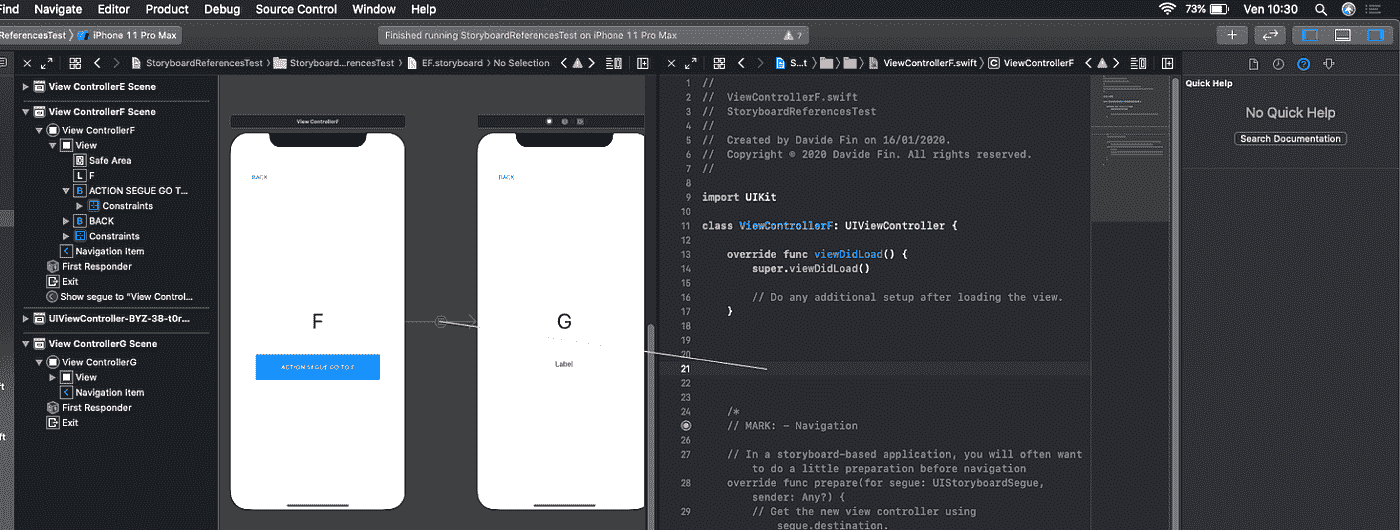 Find Navigate Editor Product Debug Source Control Window Help 73% Ven 10:30
ReferencesTest) iPhone 11 Pro Max Finished running StoryboardReferencesTest on iPhone 11 Pro Max 7
StoryboardReferencesTest Storyboard...rencesTest EF.storyboard No Selection
S...t ViewControllerF.swift C ViewControllerF
View ControllerE Scene
View ControllerF Scene
View ControllerF
View
Safe Area
L F
B ACTION SEGUE GO T...
Constraints
B BACK
Constraints
Navigation Item
First Responder
Exit
Show segue to "View Control...
UIViewController-BYZ-38-t0r...
View ControllerG Scene
View ControllerG
View
Navigation Item
First Responder
Exit
ft
View ControllerF
BACK
F
ACTION SEGUE GO TO
BACK
G
Label
1 //
2 // ViewControllerF.swift
3 // StoryboardReferencesTest
4 //
5 // Created by Davide Fin on 16/01/2020.
6 // Copyright © 2020 Davide Fin. All rights reserved.
7 //
8
9 import UIKit
10
11 class ViewControllerF: UIViewController {
12
13 override func viewDidLoad() {
14 super.viewDidLoad()
15
16 // Do any additional setup after loading the view.
17 }
18
19
20
21
22
23
24 /*
// MARK: - Navigation
26
27 // In a storyboard-based application, you will often want
to do a little preparation before navigation
28 override func prepare(for segue: UIStoryboardSegue,
sender: Any?) {
29 // Get the new view controller using
segue.destination.
Quick Help
No Quick Help
Search Documentation